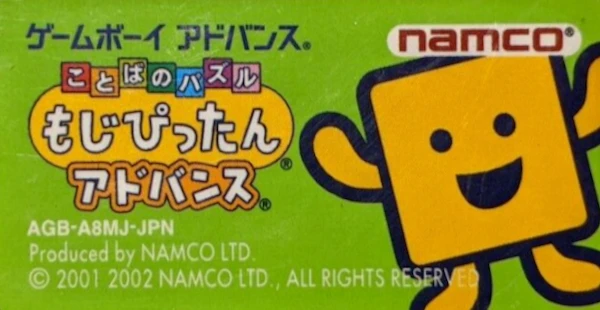 ゲームボーイ アドバンス®
namco®
ことばのパズル
もじぴったん®
アドバンス®
AGB-A8MJ-JPN
Produced by NAMCO LTD.
© 2001 2002 NAMCO LTD., ALL RIGHTS RESERVED